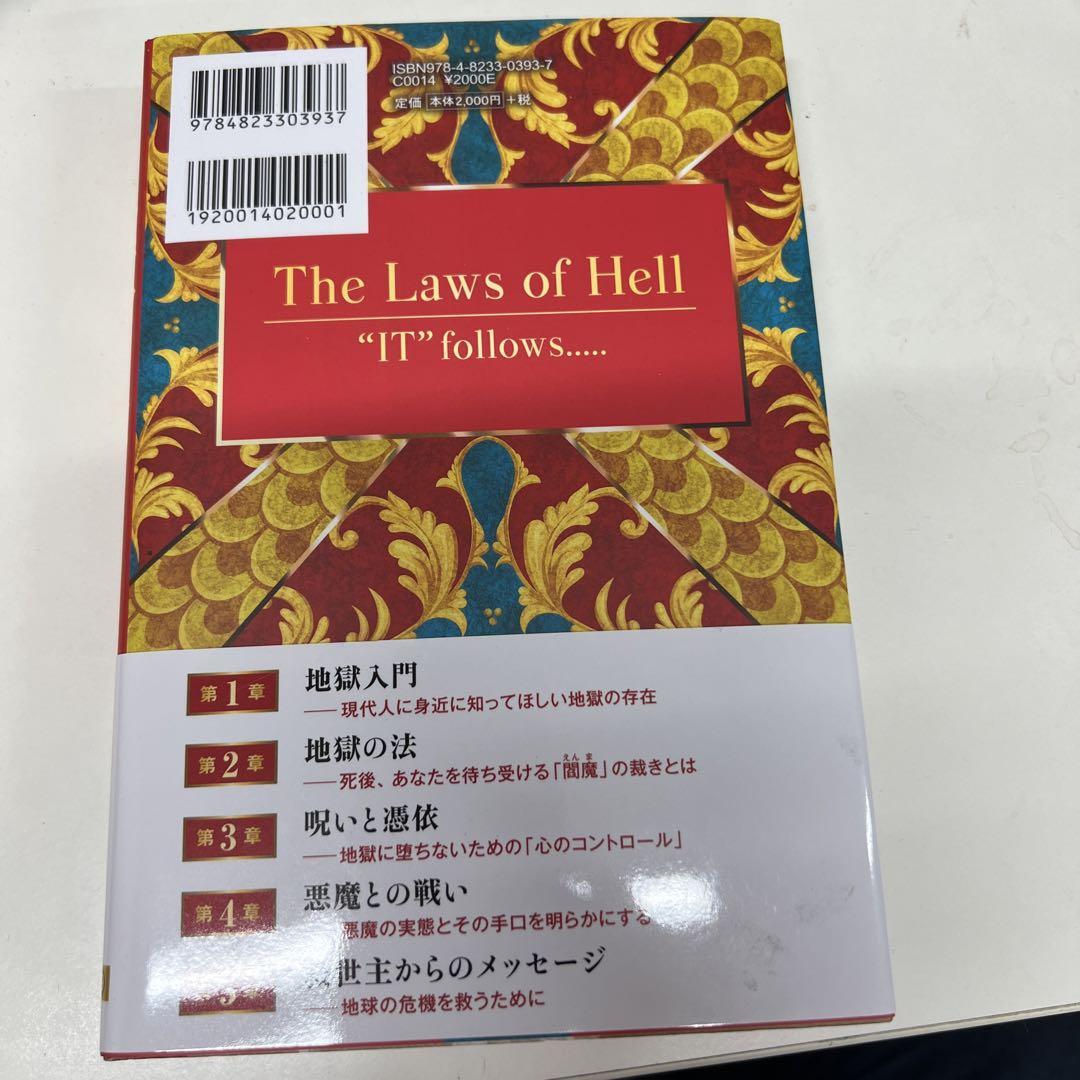 9784823303937
1920014020001
ISBN978-4-8233-0393-7
C0014 ¥2000E
定価 本体2,000円 +税
The Laws of Hell
“IT” follows.....
第1章 地獄入門
――現代人に身近に知ってほしい地獄の存在
第2章 地獄の法
――死後、あなたを待ち受ける「閻魔」の裁きとは
えんま
第3章 呪いと憑依
――地獄に堕ちないための「心のコントロール」
第4章 悪魔との戦い
悪魔の実態とその手口を明らかにする
世主からのメッセージ
――地球の危機を救うために